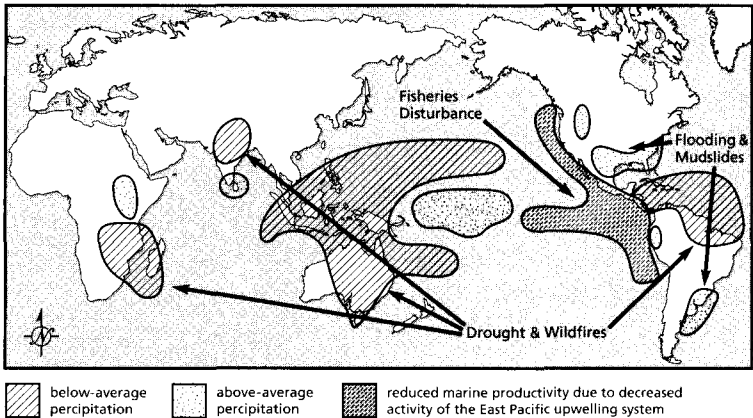 Fisheries
Disturbance
Flooding &
Mudslides
Drought & Wildfires
below-average
percipitation
above-average
percipitation
reduced marine productivity due to decreased
activity of the East Pacific upwelling system